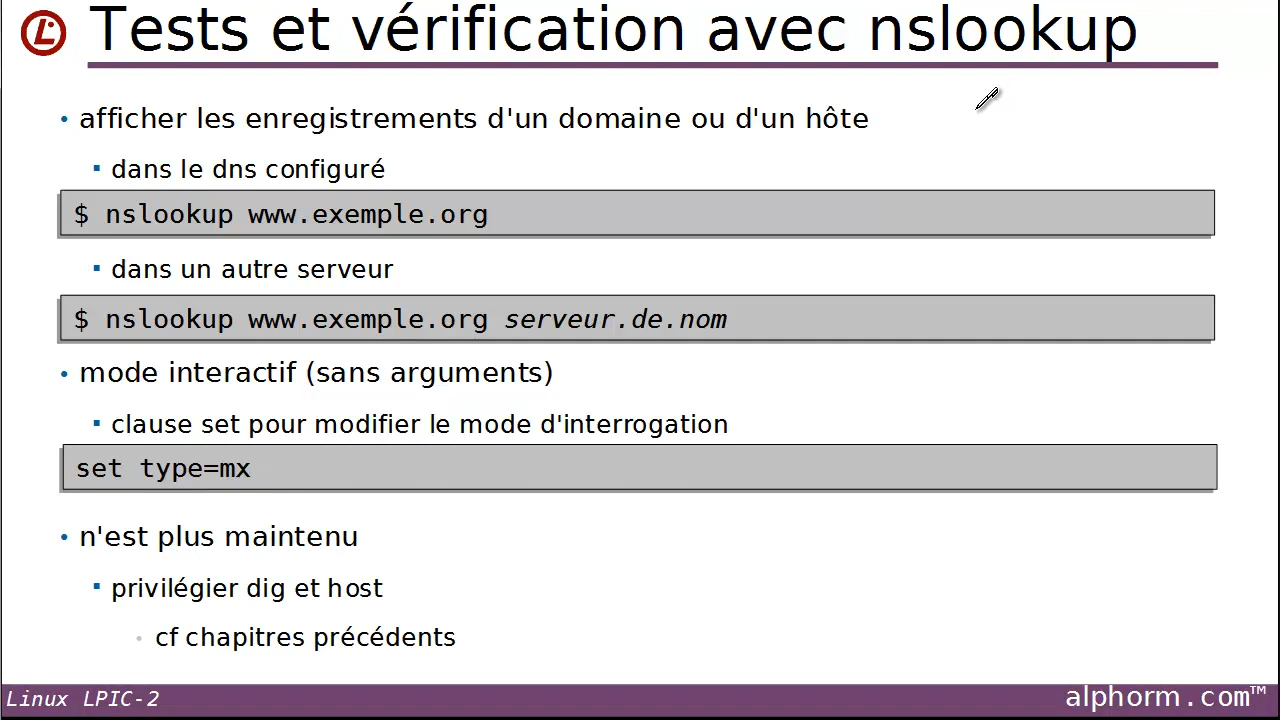 Tests et vérification avec nslookup
• afficher les enregistrements d'un domaine ou d'un hôte
▪ dans le dns configuré
$ nslookup www.exemple.org
▪ dans un autre serveur
$ nslookup www.exemple.org serveur.de.nom
• mode interactif (sans arguments)
▪ clause set pour modifier le mode d'interrogation
set type=mx
• n'est plus maintenu
▪ privilégier dig et host
• cf chapitres précédents
Linux LPIC-2
alphorm.com™